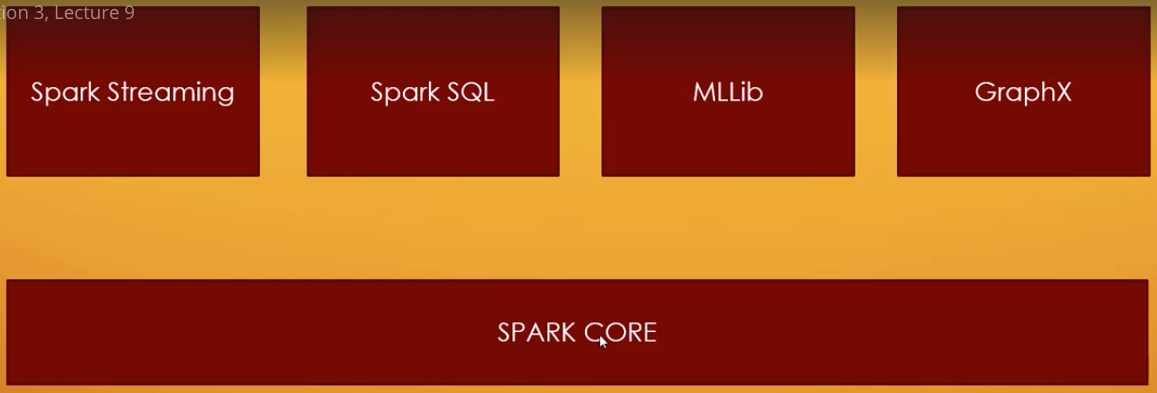 ion 3, Lecture 9
Spark Streaming
Spark SQL
MLLib
GraphX
SPARK CORE